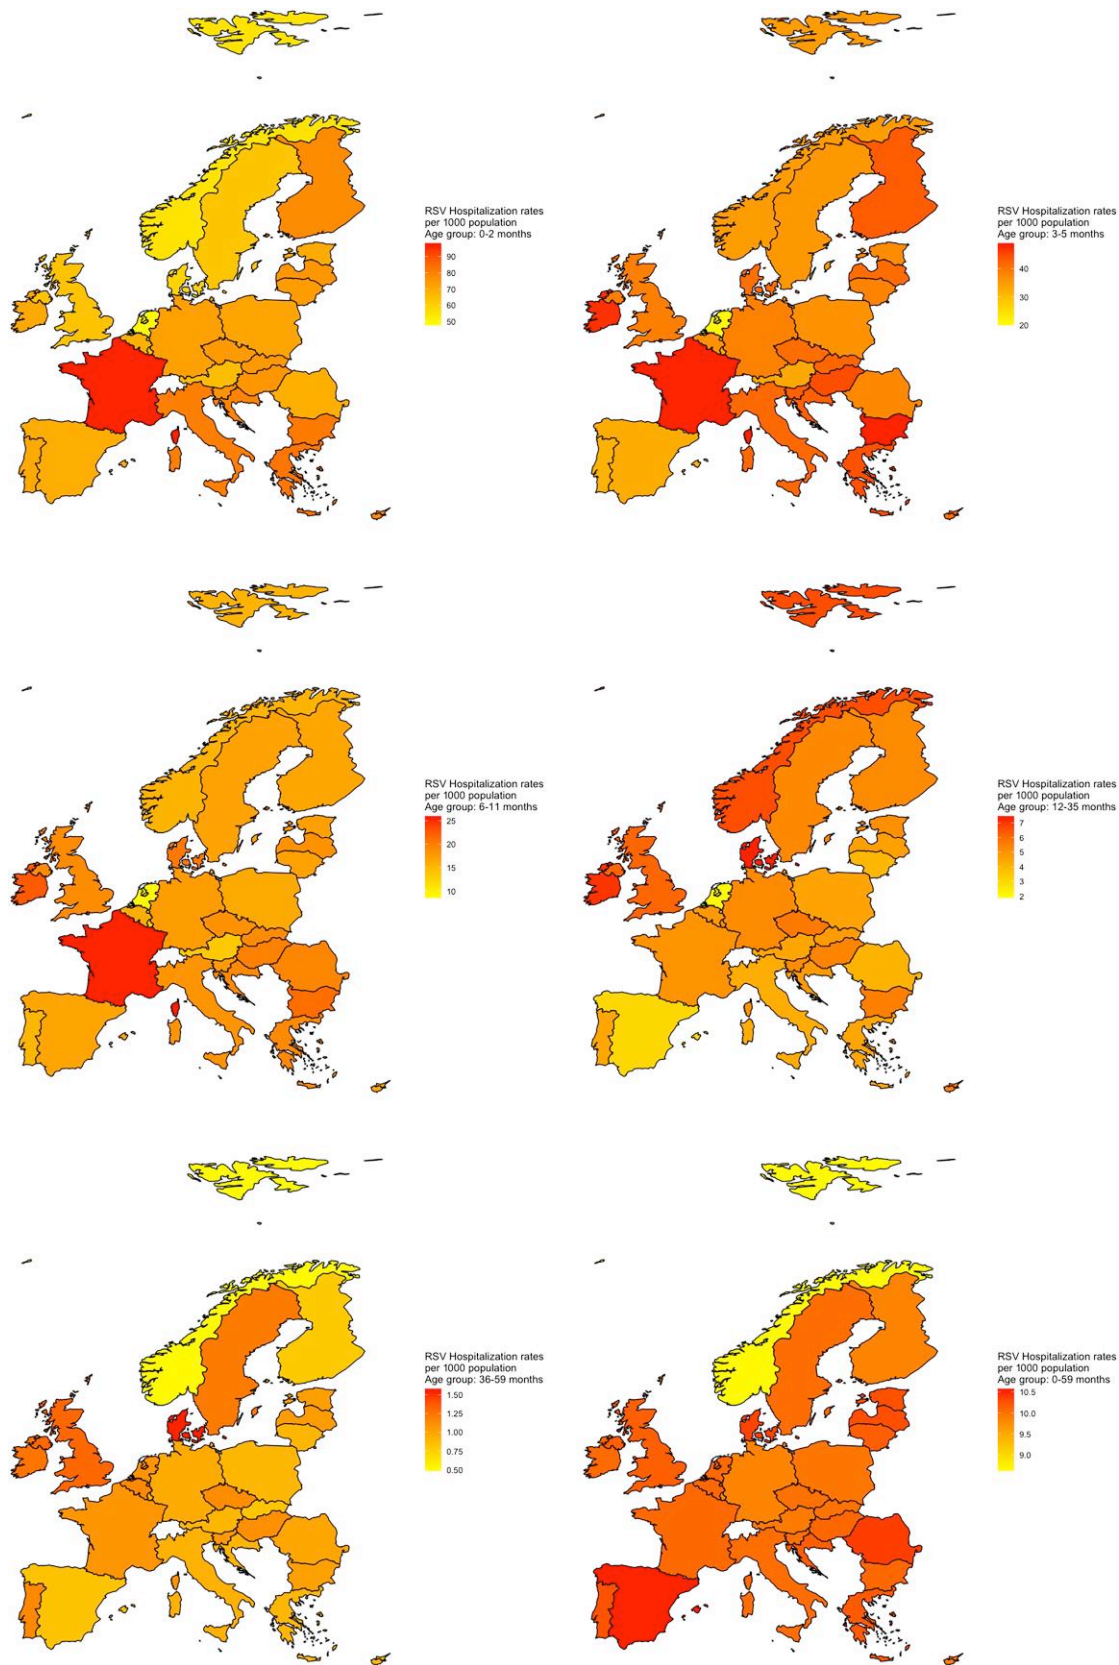 RSV Hospitalization rates
per 1000 population
Age group: 0-2 months
90
80
70
60
50
RSV Hospitalization rates
per 1000 population
Age group: 3-5 months
40
30
20
RSV Hospitalization rates
per 1000 population
Age group: 6-11 months
25
20
15
10
RSV Hospitalization rates
per 1000 population
Age group: 12-35 months
7
6
5
4
3
2
RSV Hospitalization rates
per 1000 population
Age group: 36-59 months
1.50
1.25
1.00
0.75
0.50
RSV Hospitalization rates
per 1000 population
Age group: 0-59 months
10.5
10.0
9.5
9.0